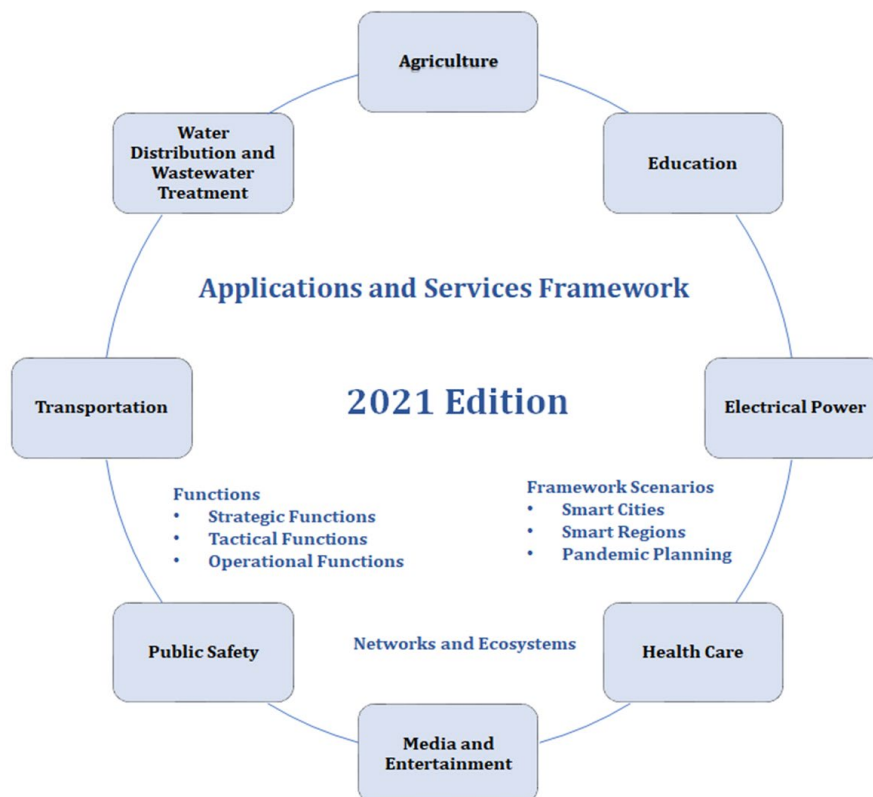 Agriculture
Water
Distribution and
Wastewater
Treatment
Education
Applications and Services Framework
Transportation
2021 Edition
Electrical Power
Functions
• Strategic Functions
• Tactical Functions
• Operational Functions
Framework Scenarios
• Smart Cities
• Smart Regions
• Pandemic Planning
Public Safety
Networks and Ecosystems
Health Care
Media and
Entertainment